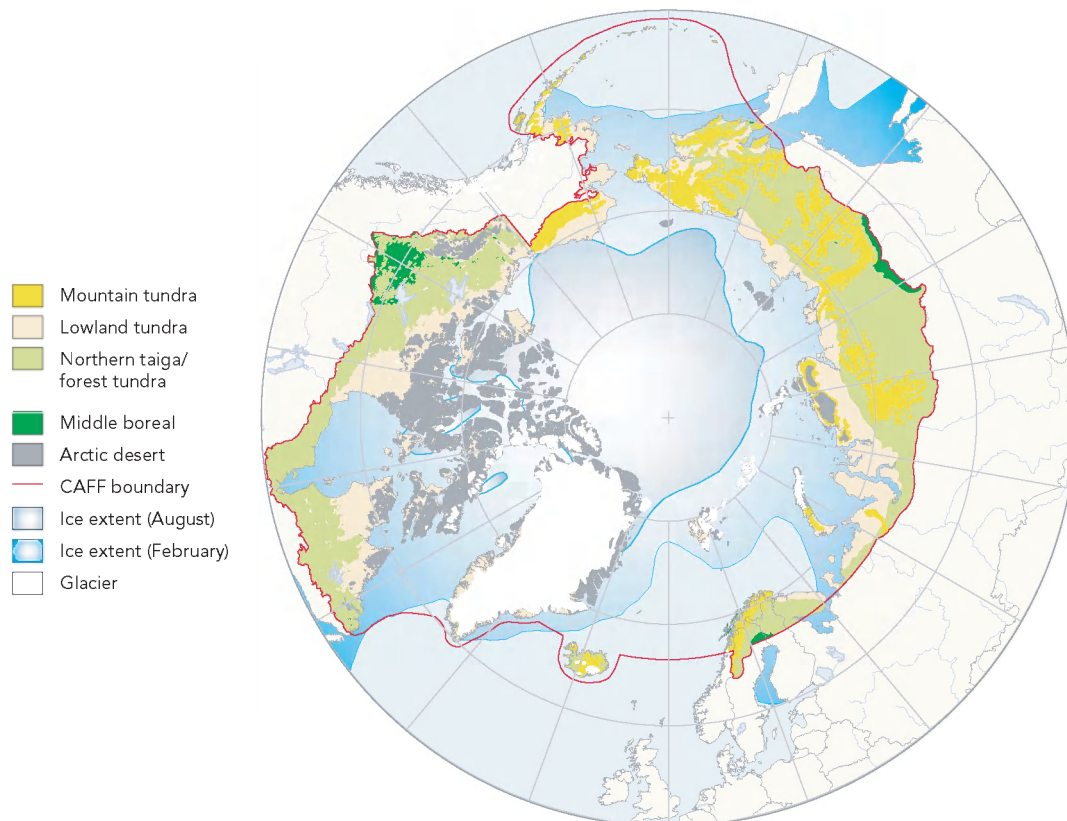 Mountain tundra
Lowland tundra
Northern taiga/
forest tundra
Middle boreal
Arctic desert
CAFF boundary
Ice extent (August)
Ice extent (February)
Glacier